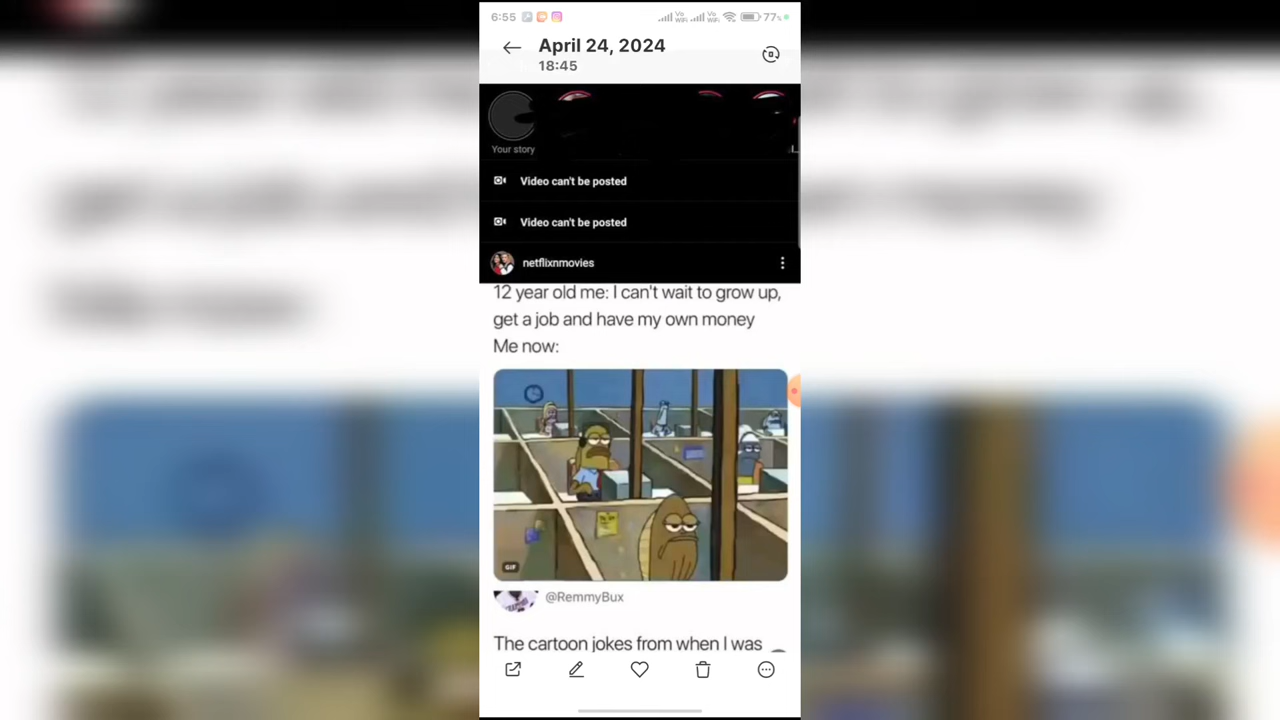 6:55
77%
April 24, 2024
18:45
Your story
Video can't be posted
Video can't be posted
netflixnmovies
12 year old me: I can't wait to grow up,
get a job and have my own money
Me now:
GIF
@RemmyBux
The cartoon jokes from when I was